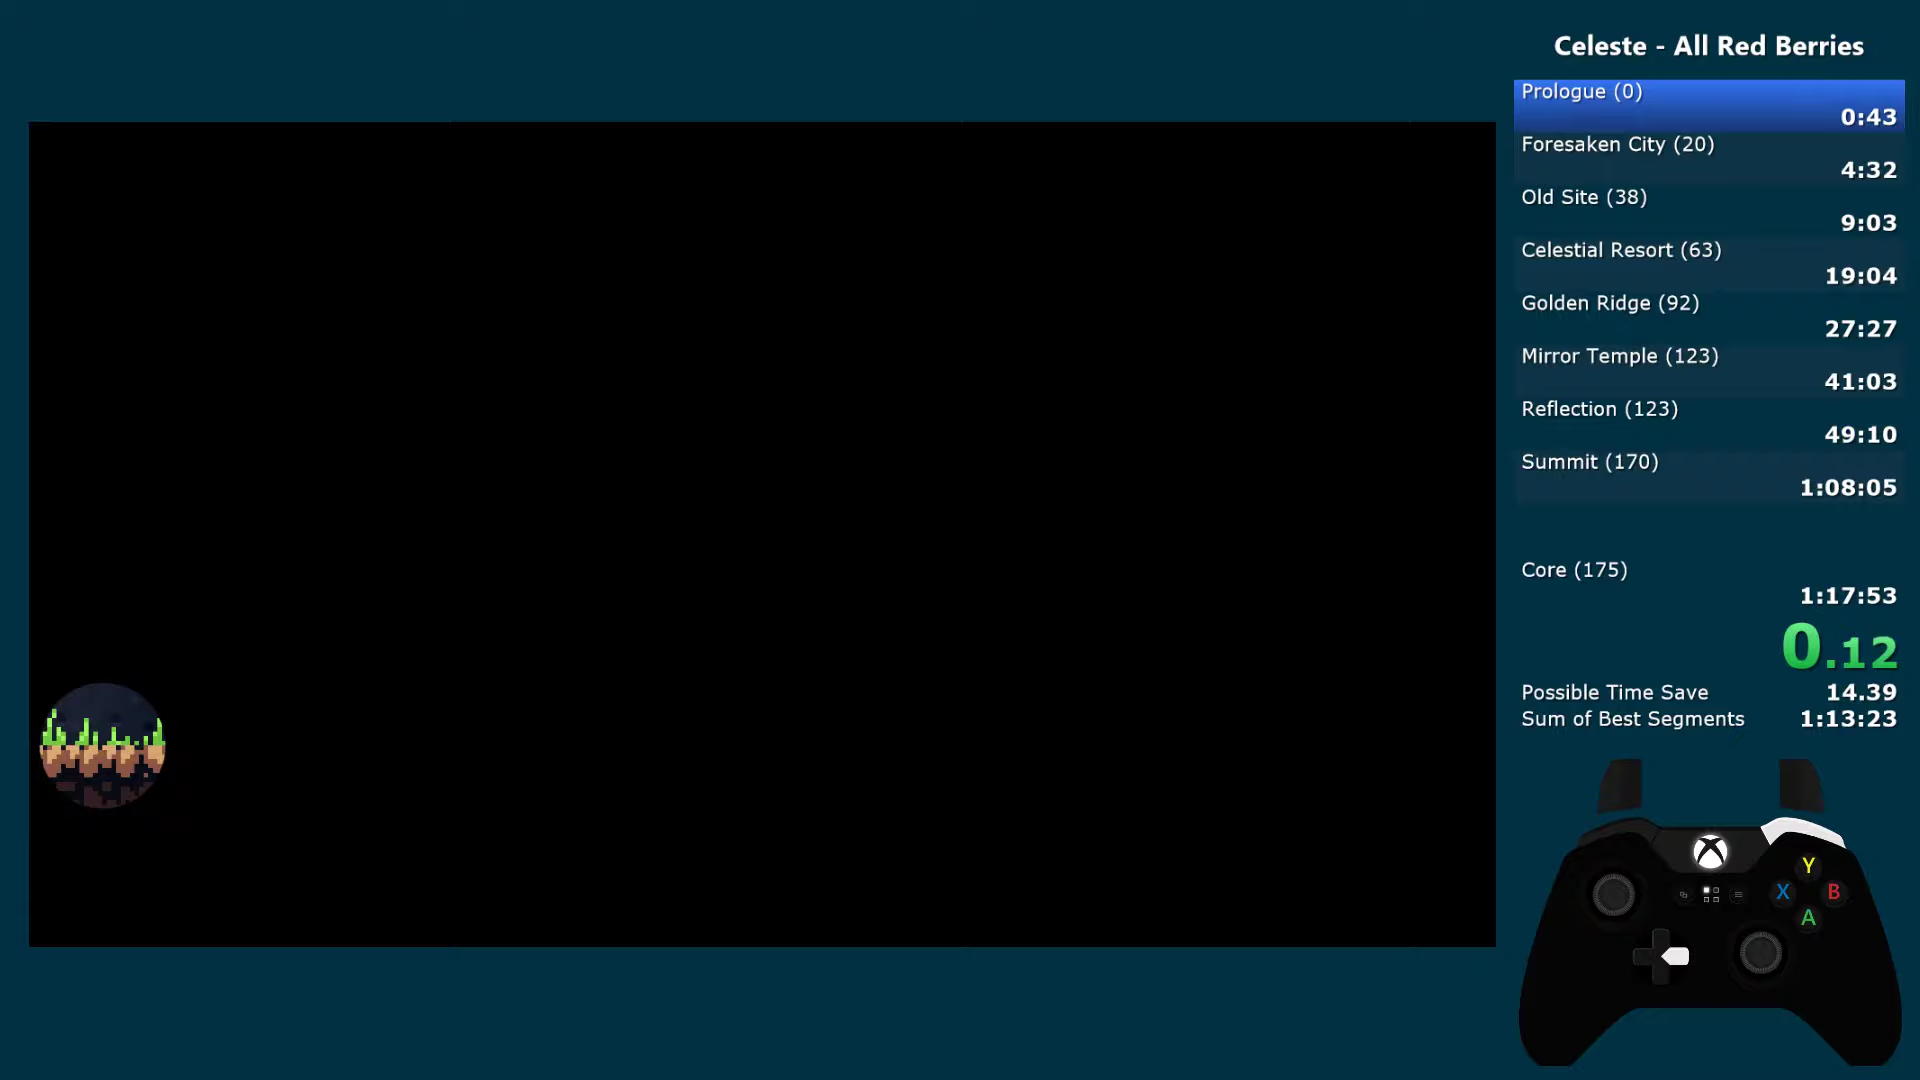 Celeste - All Red Berries
Prologue (0)
0:43
Foresaken City (20)
4:32
Old Site (38)
9:03
Celestial Resort (63)
19:04
Golden Ridge (92)
27:27
Mirror Temple (123)
41:03
Reflection (123)
49:10
Summit (170)
1:08:05
Core (175)
1:17:53
0.12
Possible Time Save 14.39
Sum of Best Segments 1:13:23
Y
X B
A